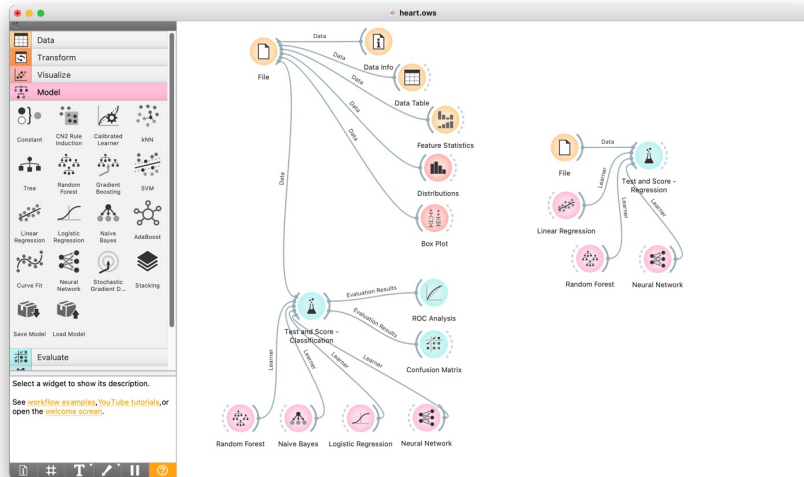 heart.ows
Data
Transform
Visualize
Model
Constant
CN2 Rule
Induction
Calibrated
Learner
kNN
Tree
Random
Forest
Gradient
Boosting
SVM
Linear
Regression
Logistic
Regression
Naive
Bayes
AdaBoost
Curve Fit
Neural
Network
Stochastic
Gradient D...
Stacking
Save Model
Load Model
Evaluate
Select a widget to show its description.
See workflow examples, YouTube tutorials, or
open the welcome screen.
File
Data
Data Info
Data
Data Table
Data
Feature Statistics
Data
Distributions
Data
Box Plot
Data
Test and Score -
Classification
Evaluation Results
ROC Analysis
Evaluation Results
Confusion Matrix
Learner
Learner
Learner
Learner
Random Forest
Naive Bayes
Logistic Regression
Neural Network
File
Data
Test and Score -
Regression
Learner
Linear Regression
Learner
Learner
Random Forest
Neural Network